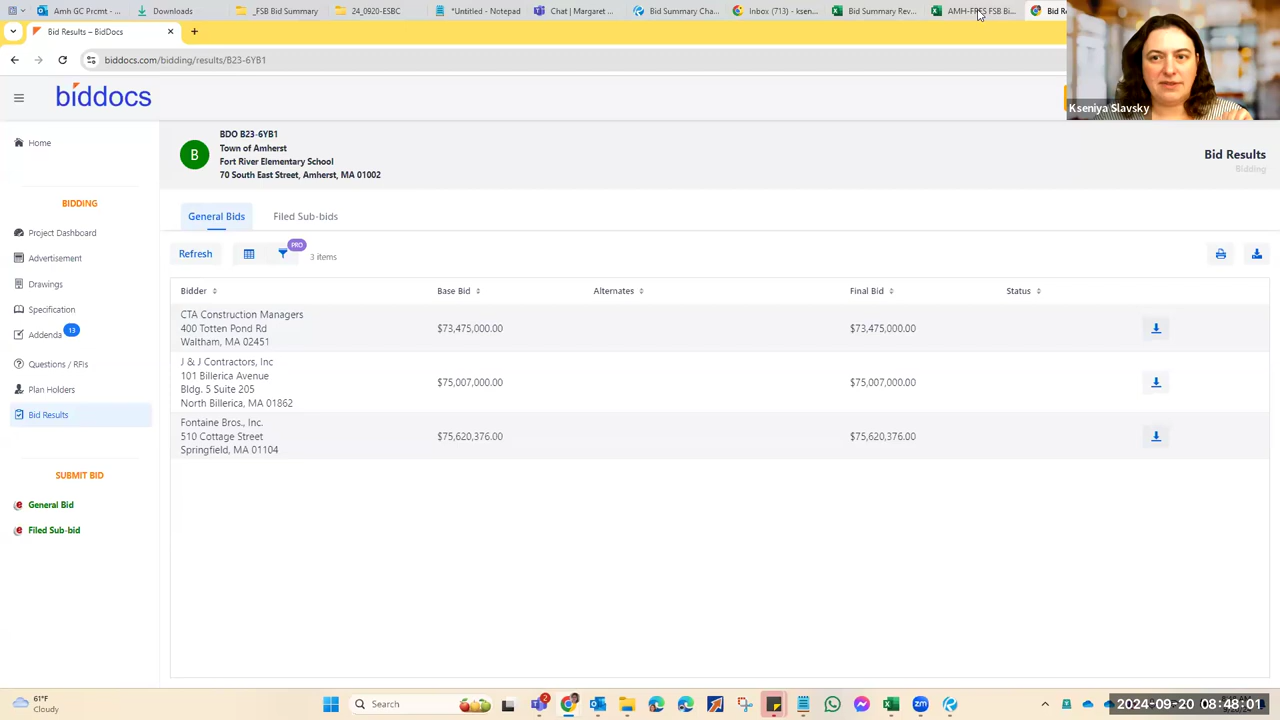 Amh GC Prcmt - ...
Downloads
_FSB Bid Summary
24_0920-ESBC
*Untitled - Notepad
Chat | Margaret ...
Bid Summary Cha...
Inbox (713) - ksen...
Bid Summary Rev...
AMH-FRES FSB Bi...
Bid Re
Bid Results – BidDocs
biddocs.com/bidding/results/B23-6YB1
Kseniya Slavsky
biddocs
B
BDO B23-6YB1
Town of Amherst
Fort River Elementary School
70 South East Street, Amherst, MA 01002
Bid Results
Bidding
Home
BIDDING
Project Dashboard
Advertisement
Drawings
Specification
Addenda 13
Questions / RFIs
Plan Holders
Bid Results
SUBMIT BID
General Bid
Filed Sub-bid
General Bids Filed Sub-bids
Refresh PRO 3 items
Bidder Base Bid Alternates Final Bid Status
CTA Construction Managers
400 Totten Pond Rd $73,475,000.00 $73,475,000.00
Waltham, MA 02451
J & J Contractors, Inc
101 Billerica Avenue $75,007,000.00 $75,007,000.00
Bldg. 5 Suite 205
North Billerica, MA 01862
Fontaine Bros., Inc.
510 Cottage Street $75,620,376.00 $75,620,376.00
Springfield, MA 01104
61°F
Cloudy
Search
2
2024-09-20 08:48:01